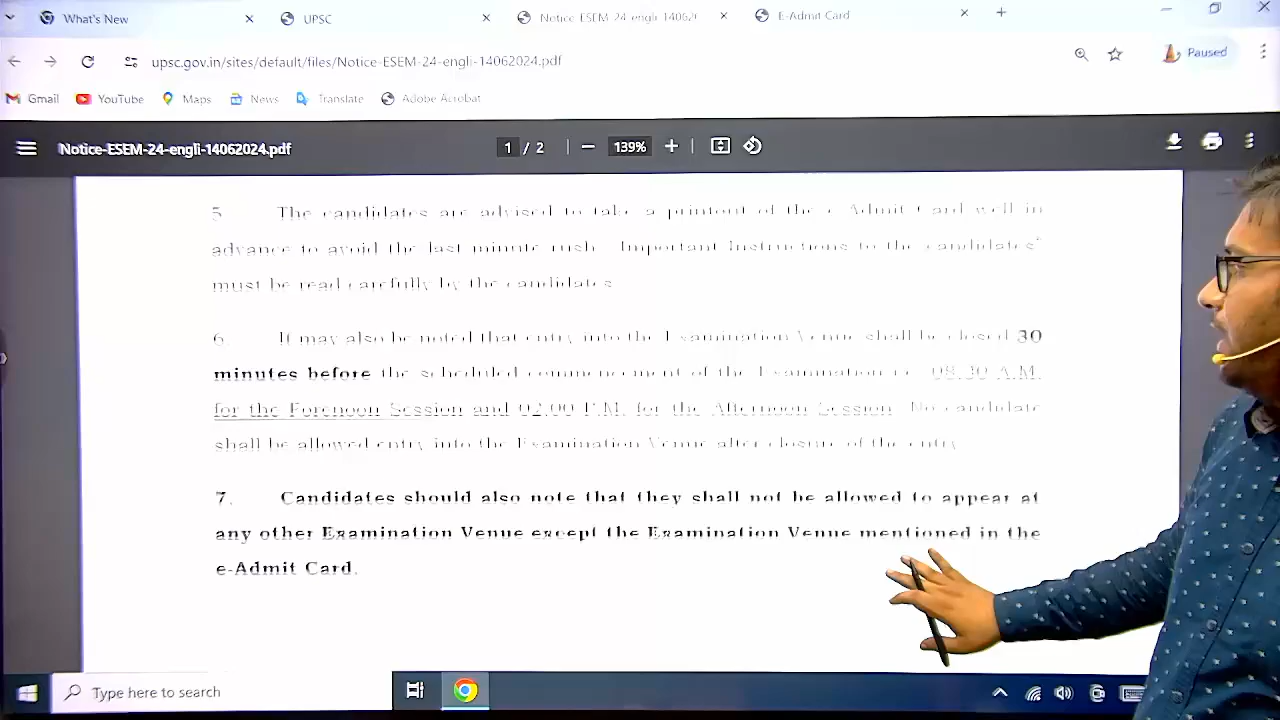 What's New
UPSC
Notice-ESEM-24-engli-14062
E-Admit Card
upsc.gov.in/sites/default/files/Notice-ESEM-24-engli-14062024.pdf
Paused
Gmail
YouTube
Maps
News
Translate
Adobe Acrobat
Notice-ESEM-24-engli-14062024.pdf
1 / 2
139%
5. The candidates are advised to take a printout of the e-Admit Card well in
advance to avoid the last minute rush. Important Instructions to the candidates"
must be read carefully by the candidates.
6. It may also be noted that entry into the Examination Venue shall be closed 30
minutes before the scheduled commencement of the Examination i.e. 08.30 A.M.
for the Forenoon Session and 02.00 P.M. for the Afternoon Session. No candidate
shall be allowed entry into the Examination Venue after closure of the entry.
7. Candidates should also note that they shall not be allowed to appear at
any other Examination Venue except the Examination Venue mentioned in the
e-Admit Card.
Type here to search